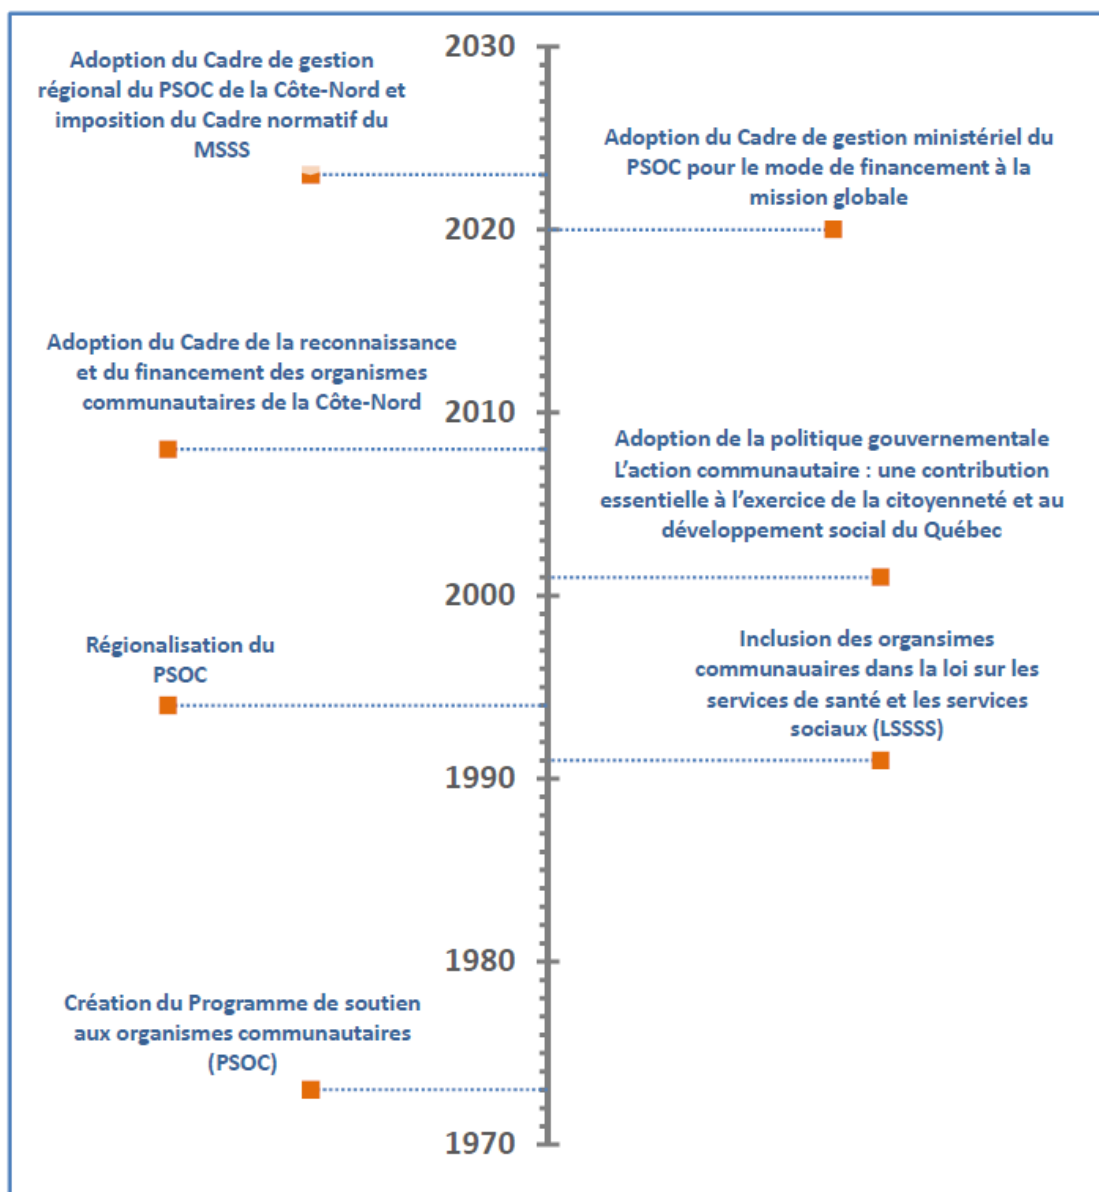 2030
Adoption du Cadre de gestion
régional du PSOC de la Côte-Nord et
imposition du Cadre normatif du
MSSS
Adoption du Cadre de gestion ministériel du
PSOC pour le mode de financement à la
mission globale
2020
Adoption du Cadre de la reconnaissance
et du financement des organismes
communautaires de la Côte-Nord
2010
Adoption de la politique gouvernementale
L’action communautaire : une contribution
essentielle à l’exercice de la citoyenneté et au
développement social du Québec
2000
Régionalisation du
PSOC
Inclusion des organsimes
communauaires dans la loi sur les
services de santé et les services
sociaux (LSSSS)
1990
1980
Création du Programme de soutien
aux organismes communautaires
(PSOC)
1970